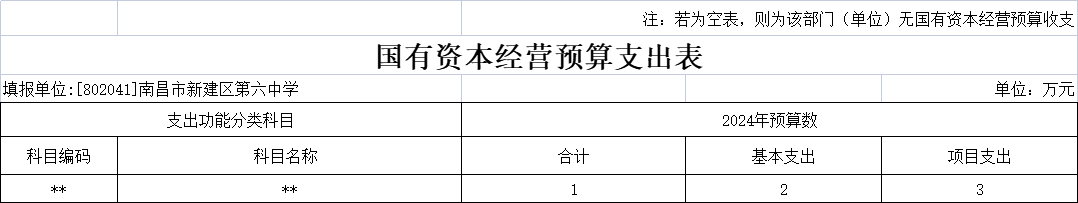 注：若为空表，则为该部门（单位）无国有资本经营预算收支
国有资本经营预算支出表
填报单位:[802041]南昌市新建区第六中学 单位：万元
支出功能分类科目 2024年预算数
科目编码 科目名称 合计 基本支出 项目支出
** ** 1 2 3